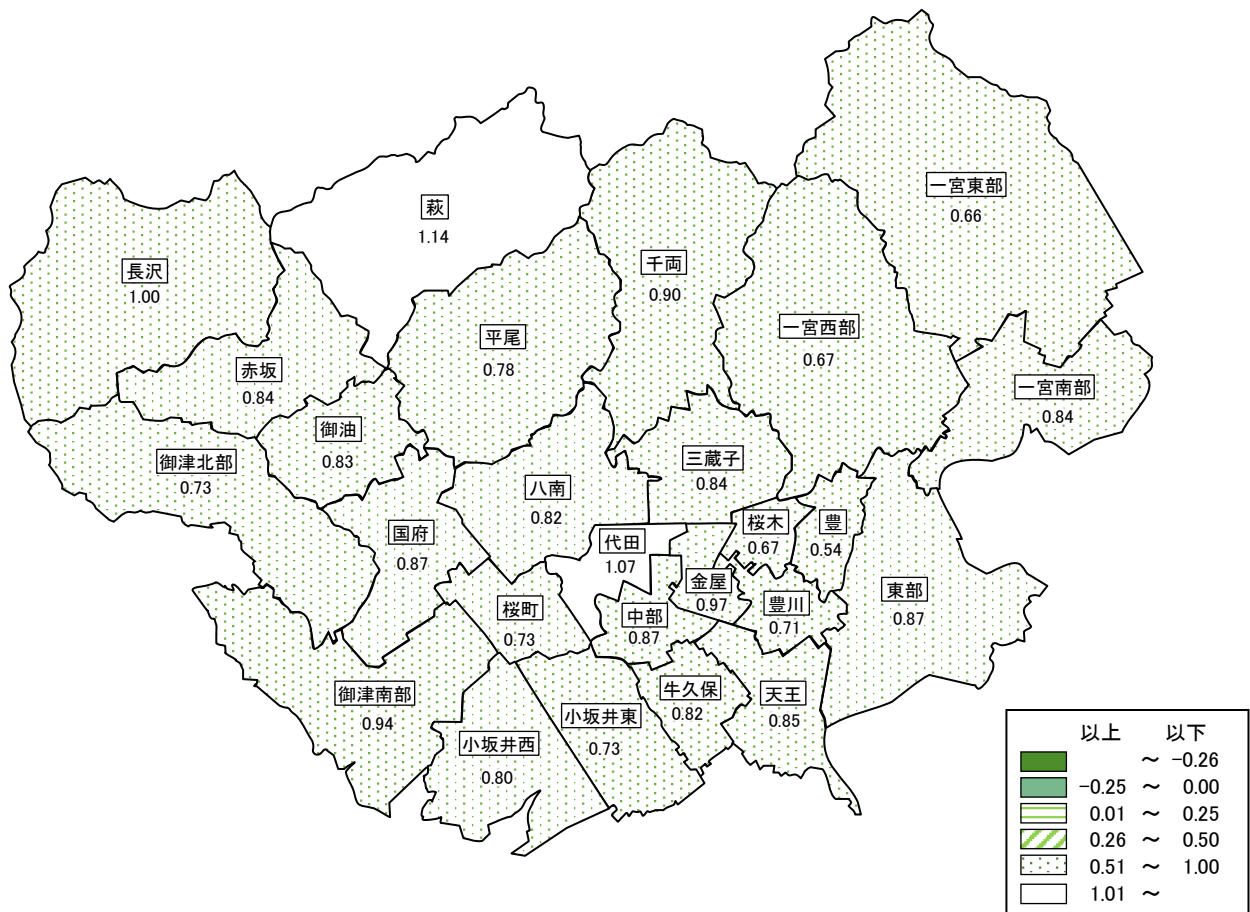 一宮東部
0.66
萩
1.14
長沢
1.00
千両
0.90
一宮西部
0.67
平尾
0.78
赤坂
0.84
一宮南部
0.84
御油
0.83
御津北部
0.73
三蔵子
0.84
八南
0.82
国府
0.87
代田
1.07
桜木
0.67
豊
0.54
金屋
0.97
東部
0.87
豊川
0.71
桜町
0.73
中部
0.87
御津南部
0.94
牛久保
0.82
天王
0.85
小坂井東
0.73
小坂井西
0.80
以上 以下
～ -0.26
-0.25 ～ 0.00
0.01 ～ 0.25
0.26 ～ 0.50
0.51 ～ 1.00
1.01 ～